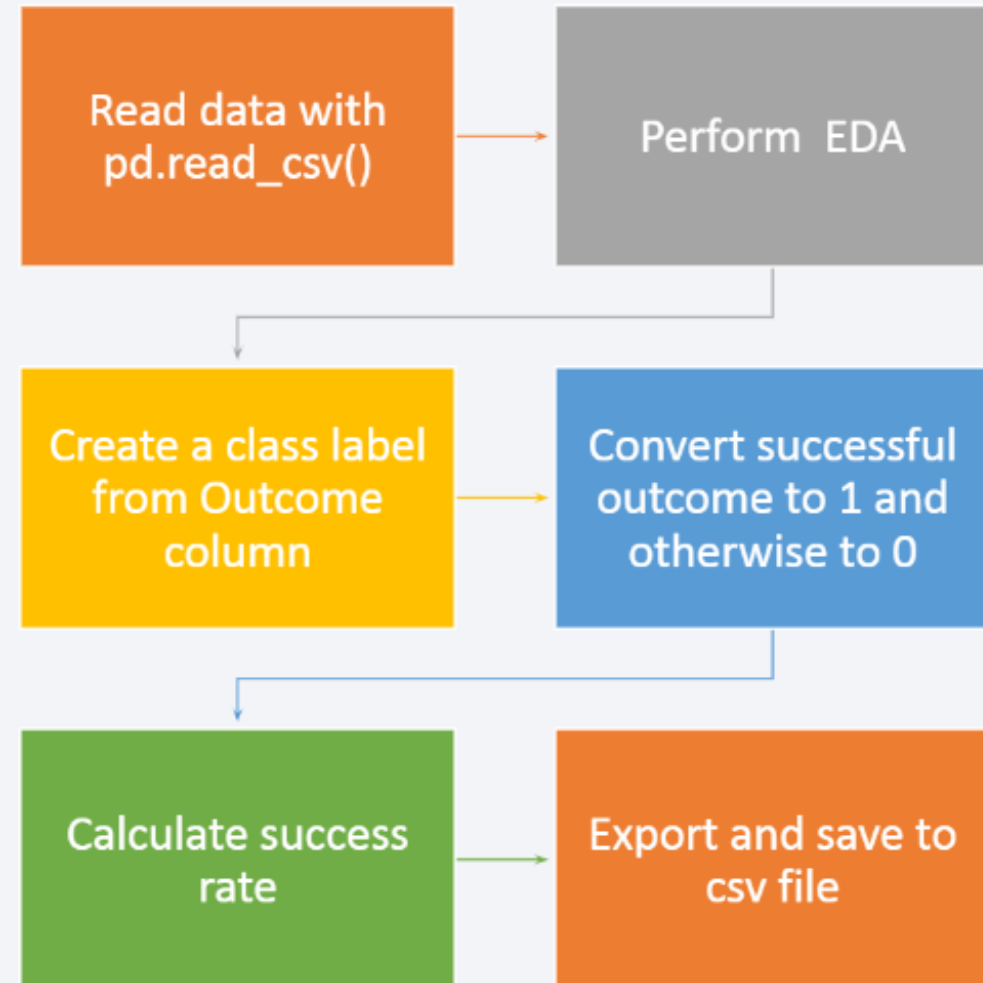 Read data with
pd.read_csv()
Perform  EDA
Create a class label
from Outcome
column
Convert successful
outcome to 1 and
otherwise to 0
Calculate success
rate
Export and save to
csv file